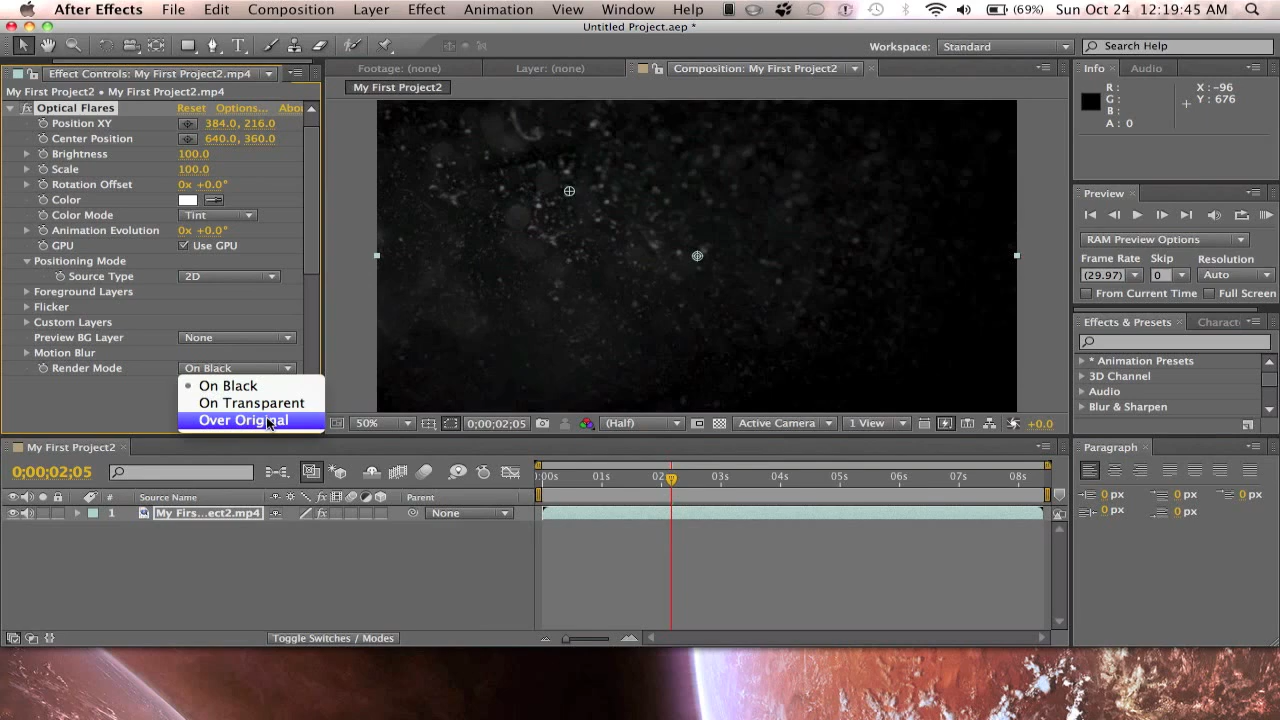 After Effects File Edit Composition Layer Effect Animation View Window Help (69%) Sun Oct 24 12:19:45 AM
Untitled Project.aep *
Workspace: Standard Search Help
Effect Controls: My First Project2.mp4
Footage: (none) Layer: (none) Composition: My First Project2
Info Audio
My First Project2 • My First Project2.mp4
My First Project2
R :
G :
B :
A : 0
X : -96
Y : 676
Optical Flares Reset Options... Abou
Position XY 384.0, 216.0
Center Position 640.0, 360.0
Brightness 100.0
Scale 100.0
Rotation Offset 0x +0.0°
Color
Color Mode Tint
Animation Evolution 0x +0.0°
GPU Use GPU
Positioning Mode
Source Type 2D
Foreground Layers
Flicker
Custom Layers
Preview BG Layer None
Motion Blur
Render Mode On Black
On Black
On Transparent
Over Original
Preview
RAM Preview Options
Frame Rate Skip Resolution
(29.97) 0 Auto
From Current Time Full Screen
Effects & Presets Charact
* Animation Presets
3D Channel
Audio
Blur & Sharpen
50% 0;00;02;05 (Half) Active Camera 1 View +0.0
My First Project2
0;00;02;05
:00s 01s 02s 03s 04s 05s 06s 07s 08s
# Source Name Parent
1 My Firs...ect2.mp4 None
Toggle Switches / Modes
Paragraph
0 px 0 px 0 px
0 px 0 px